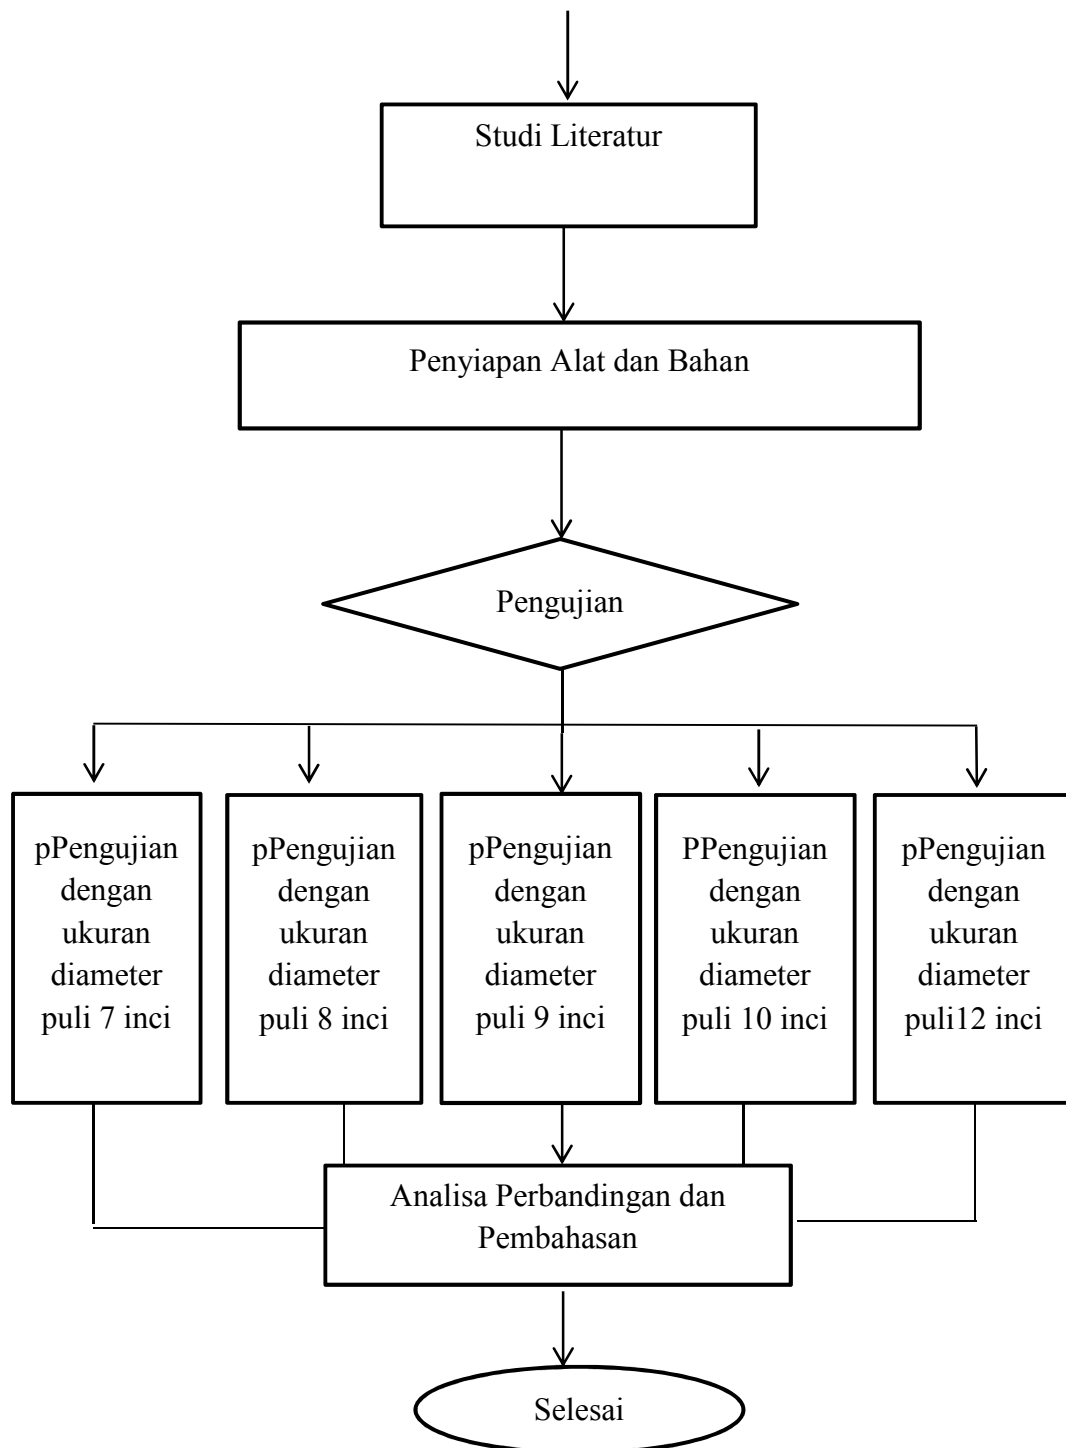 Studi Literatur
Penyiapan Alat dan Bahan
Pengujian
pPengujian
dengan
ukuran
diameter
puli 7 inci
pPengujian
dengan
ukuran
diameter
puli 8 inci
pPengujian
dengan
ukuran
diameter
puli 9 inci
PPengujian
dengan
ukuran
diameter
puli 10 inci
pPengujian
dengan
ukuran
diameter
puli12 inci
Analisa Perbandingan dan
Pembahasan
Selesai